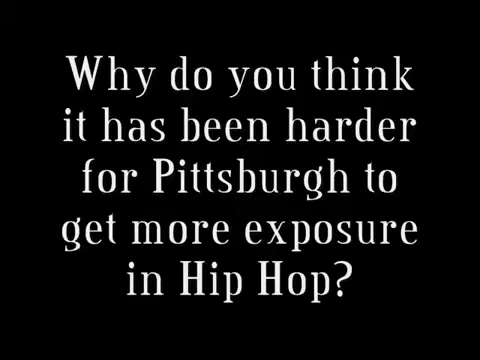 Why do you think
it has been harder
for Pittsburgh to
get more exposure
in Hip Hop?